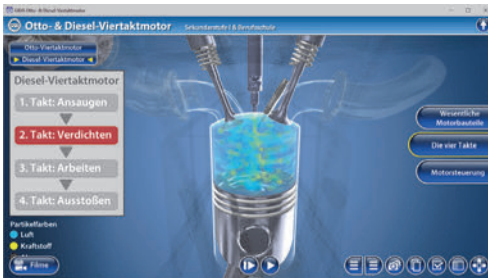 Otto- & Diesel-Viertaktmotor
Sekundarstufe I & Berufsschule
Otto-Viertaktmotor
Diesel-Viertaktmotor
Diesel-Viertaktmotor
1. Takt: Ansaugen
2. Takt: Verdichten
3. Takt: Arbeiten
4. Takt: Ausstoßen
Wesentliche
Motorbauteile
Die vier Takte
Motorsteuerung
Partikelfarben
Luft
Kraftstoff
Filme